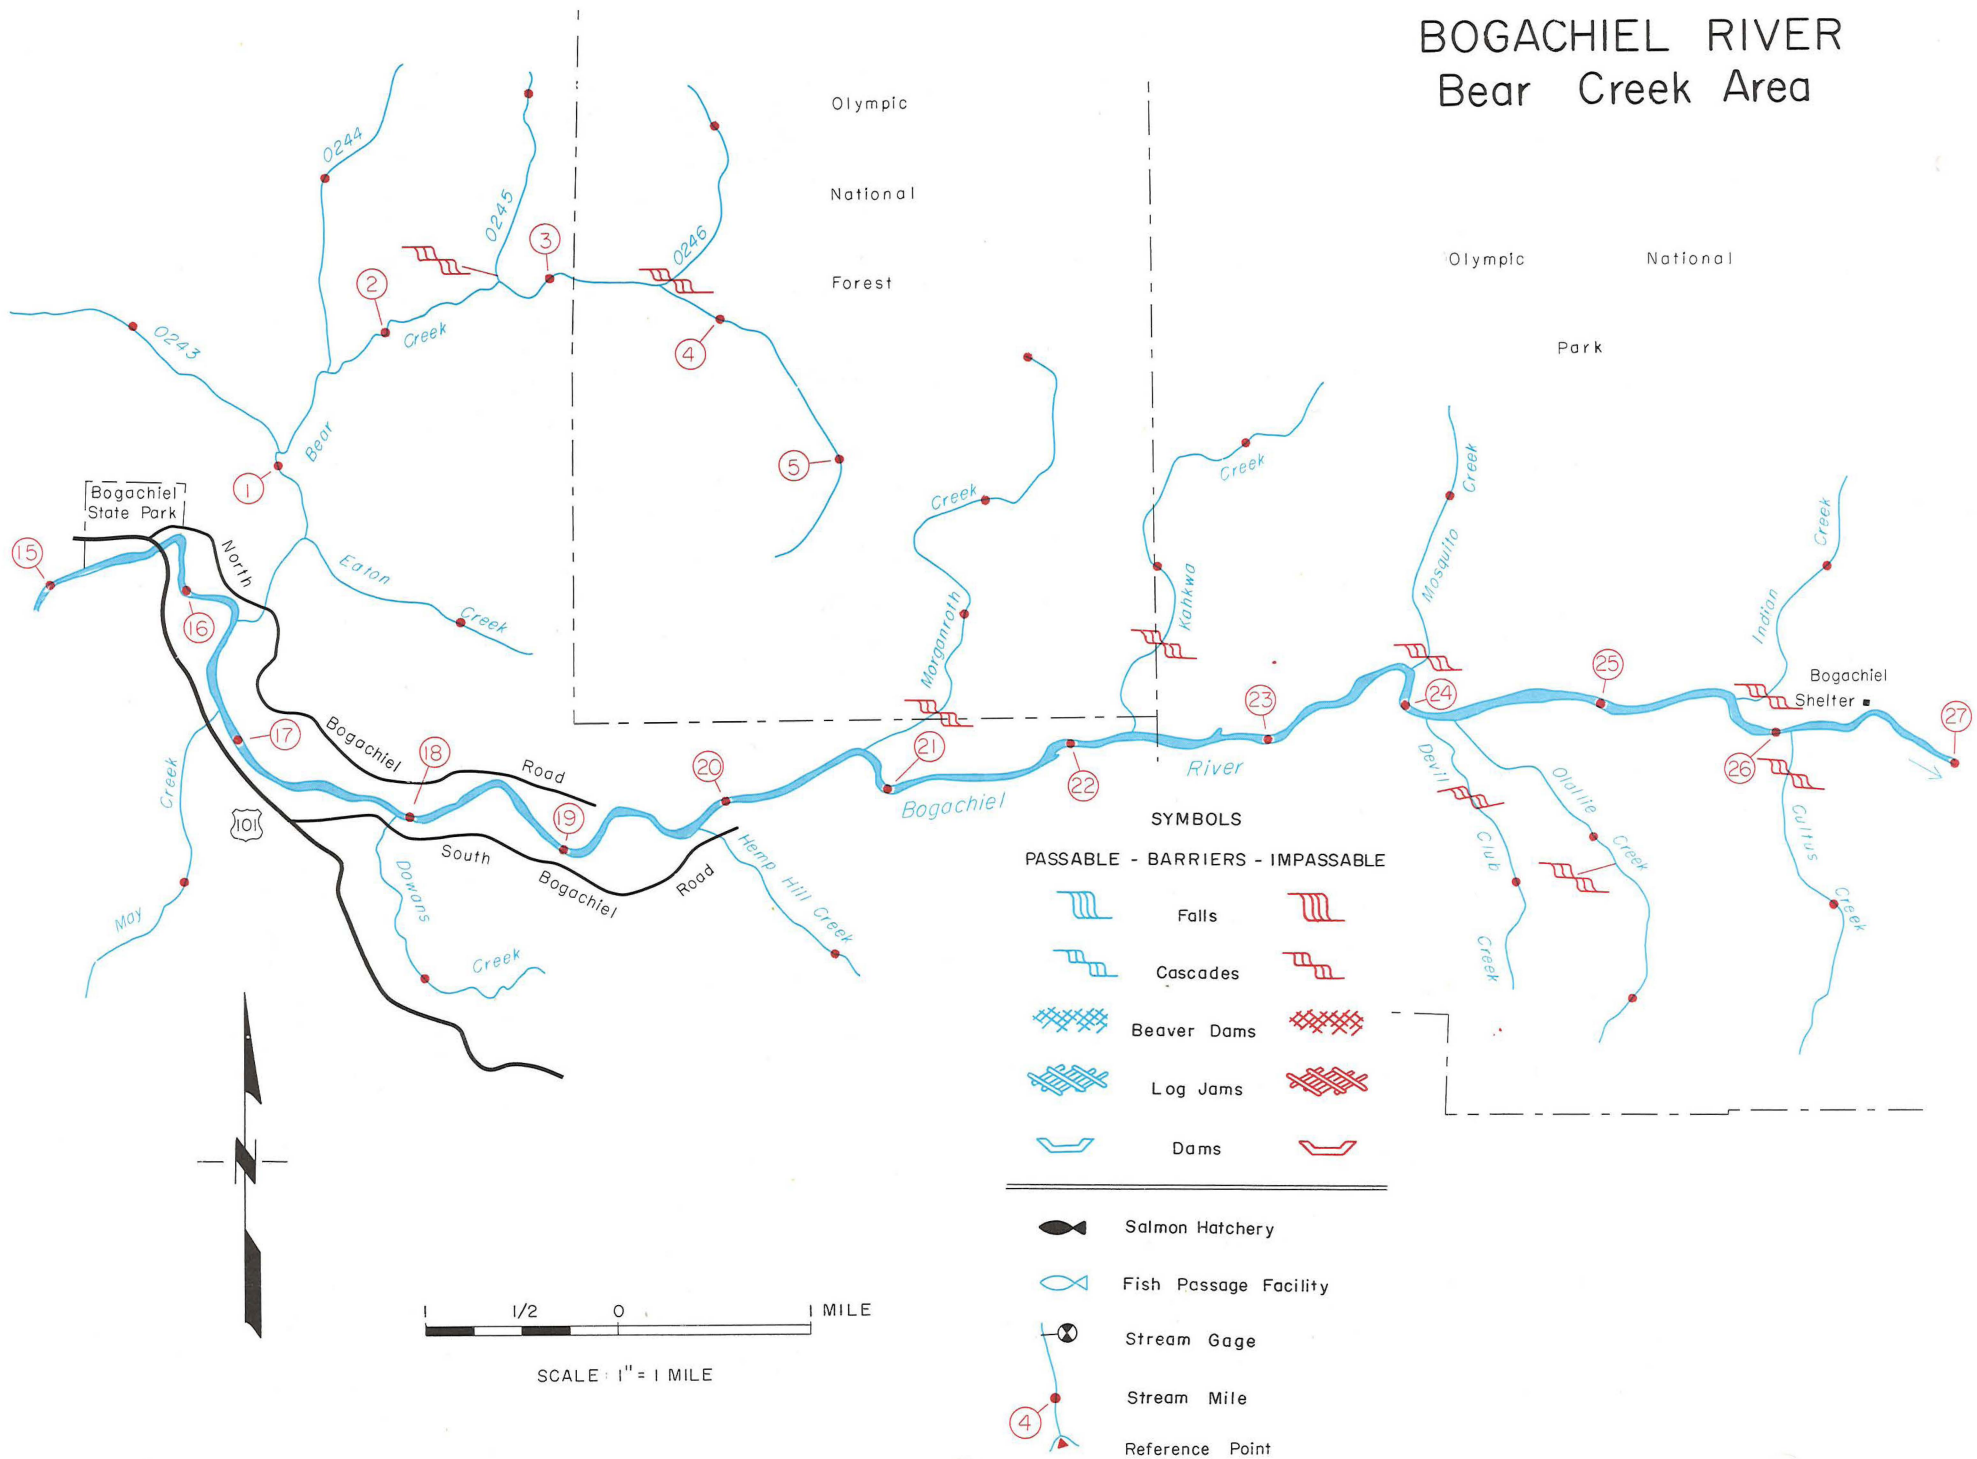 BOGACHIEL RIVER
Bear Creek Area
Olympic
National
Forest
Olympic National
Park
0244
0245
0246
0243
3
2
Creek
4
Bear
5
1
Bogachiel
State Park
15
North
Eaton
Creek
16
17
Bogachiel
Road
18
19
20
21
22
23
24
25
26
27
Creek
Morganroth
Creek
Kahkwa
Creek
Mosquito
Creek
Indian
Bogachiel
Shelter
Bogachiel
River
Creek
May
101
South
Bogachiel
Road
Dowans
Creek
Hemp Hill Creek
Devil
Club
Creek
Olallie
Creek
Cultus
Creek
SYMBOLS
PASSABLE - BARRIERS - IMPASSABLE
Falls
Cascades
Beaver Dams
Log Jams
Dams
Salmon Hatchery
Fish Passage Facility
Stream Gage
Stream Mile
4
Reference Point
N
1 1/2 0 1 MILE
SCALE: 1" = 1 MILE